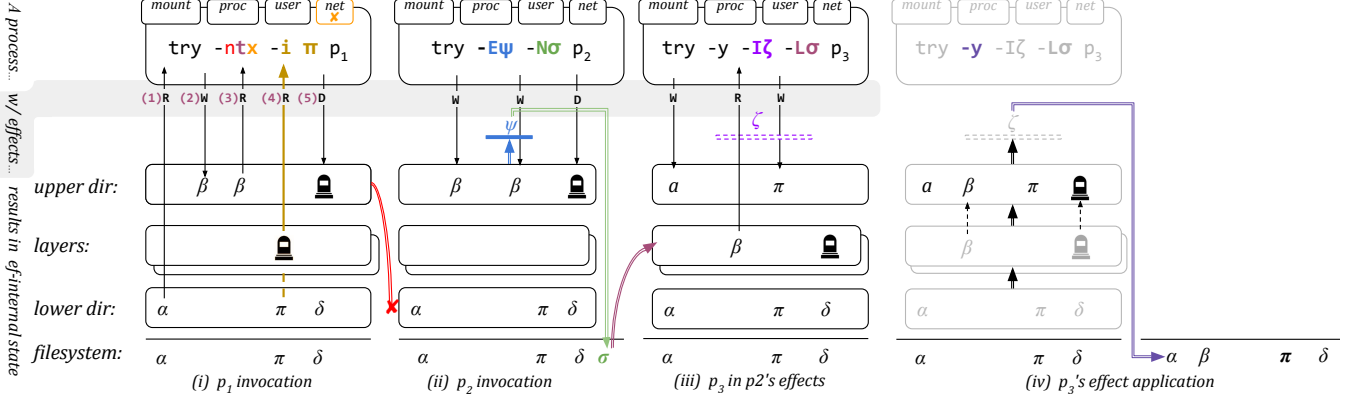 A process... w/ effects... results in ef-internal state
mount proc user net ✘
try -ntx -i π p1
(1)R (2)W (3)R (4)R (5)D
mount proc user net
try -Eψ -Nσ p2
W W D
ψ
mount proc user net
try -y -Iζ -Lσ p3
W R W
ζ
mount proc user net
try -y -Iζ -Lσ p3
ζ
upper dir: β β β β a π a β π
layers: β β
lower dir: α π δ ✘ α π δ α π δ α π δ
filesystem: α π δ α π δ σ α π δ α π δ α β π δ
(i) p1 invocation
(ii) p2 invocation
(iii) p3 in p2's effects
(iv) p3's effect application